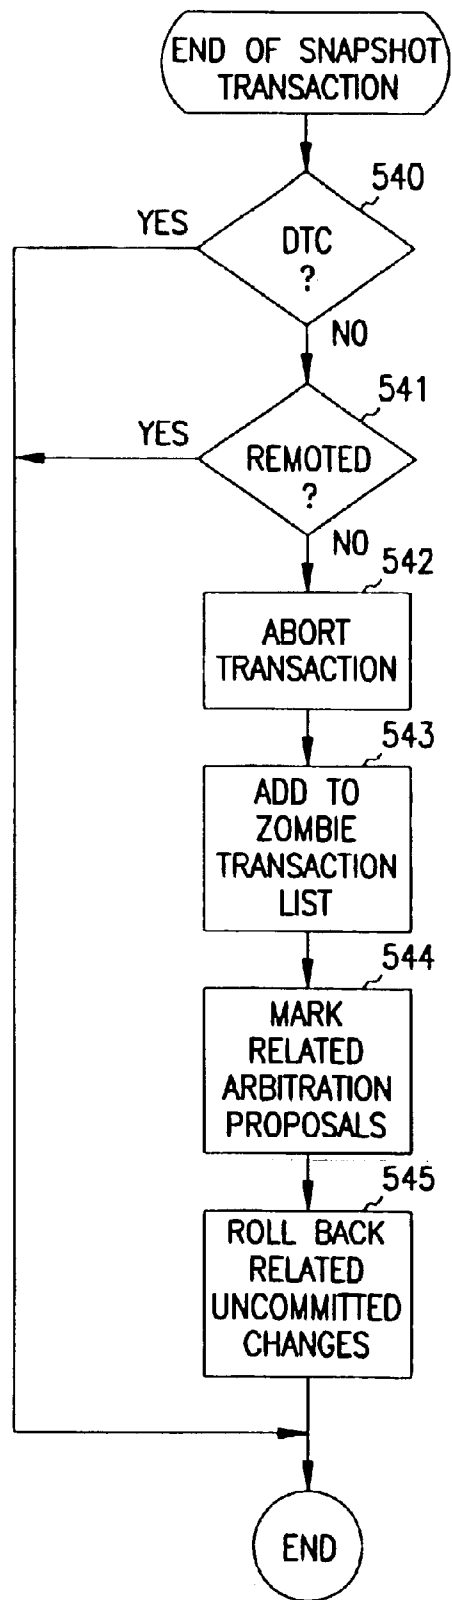 END OF SNAPSHOT
TRANSACTION
540
YES
DTC
?
NO
541
YES
REMOTED
?
NO
542
ABORT
TRANSACTION
543
ADD TO
ZOMBIE
TRANSACTION
LIST
544
MARK
RELATED
ARBITRATION
PROPOSALS
545
ROLL BACK
RELATED
UNCOMMITTED
CHANGES
END